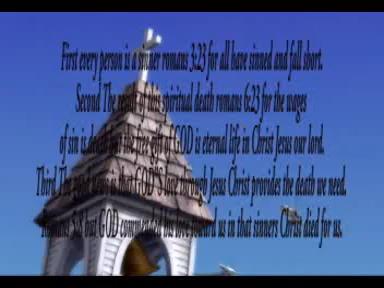 First every person is a sinner romans 3:23 for all have sinned and fall short.
Second The result of this spiritual death romans 6:23 for the wages
of sin is death but the free gift of GOD is eternal life in Christ Jesus our lord.
Third The good news is that GOD'S love through Jesus Christ provides the death we need.
Romans 5:8 but GOD commended his love toward us in that sinners Christ died for us.